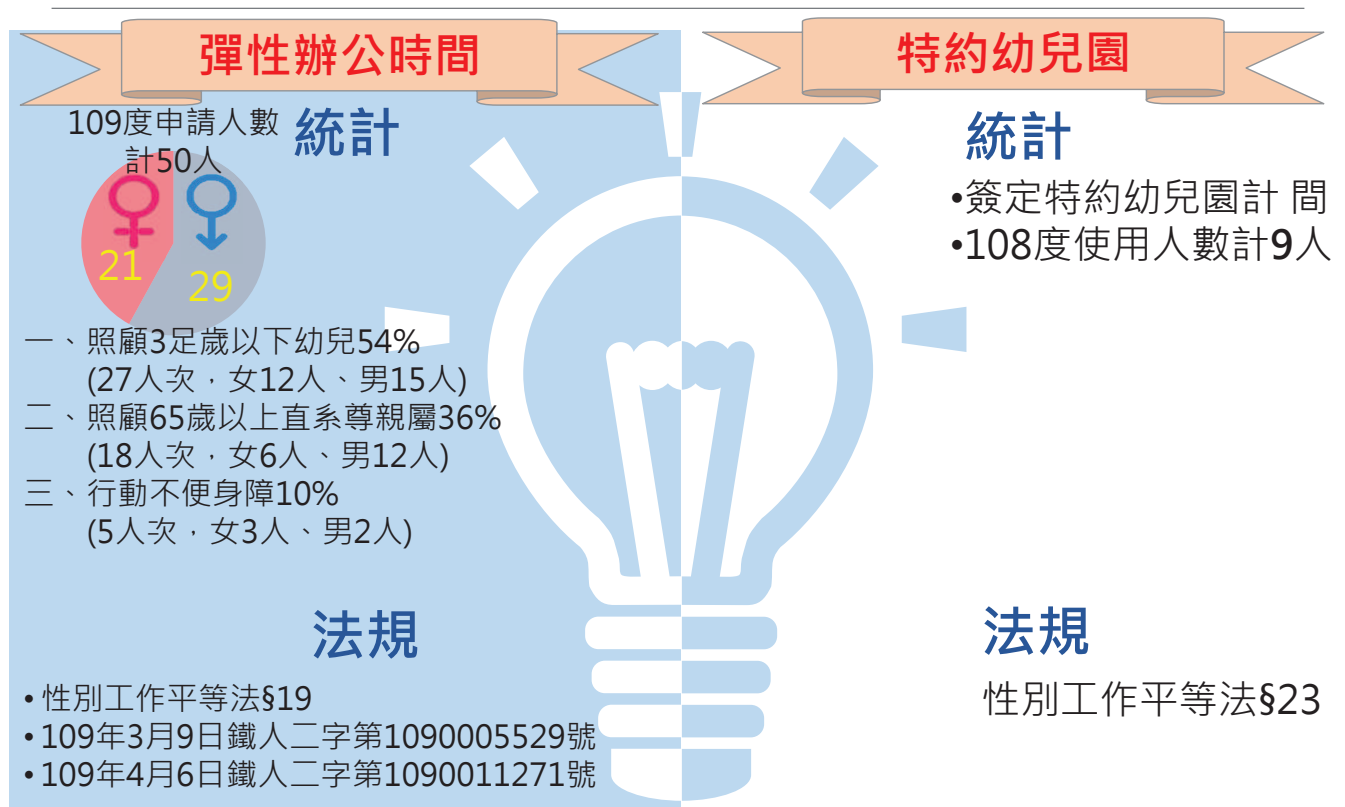 彈性辦公時間
109度申請人數
計50人
統計
21
29
一、照顧3足歲以下幼兒54%
(27人次，女12人、男15人)
二、照顧65歲以上直系尊親屬36%
(18人次，女6人、男12人)
三、行動不便身障10%
(5人次，女3人、男2人)
法規
•性別工作平等法§19
•109年3月9日鐵人二字第1090005529號
•109年4月6日鐵人二字第1090011271號
特約幼兒園
統計
•簽定特約幼兒園計 間
•108度使用人數計9人
法規
性別工作平等法§23